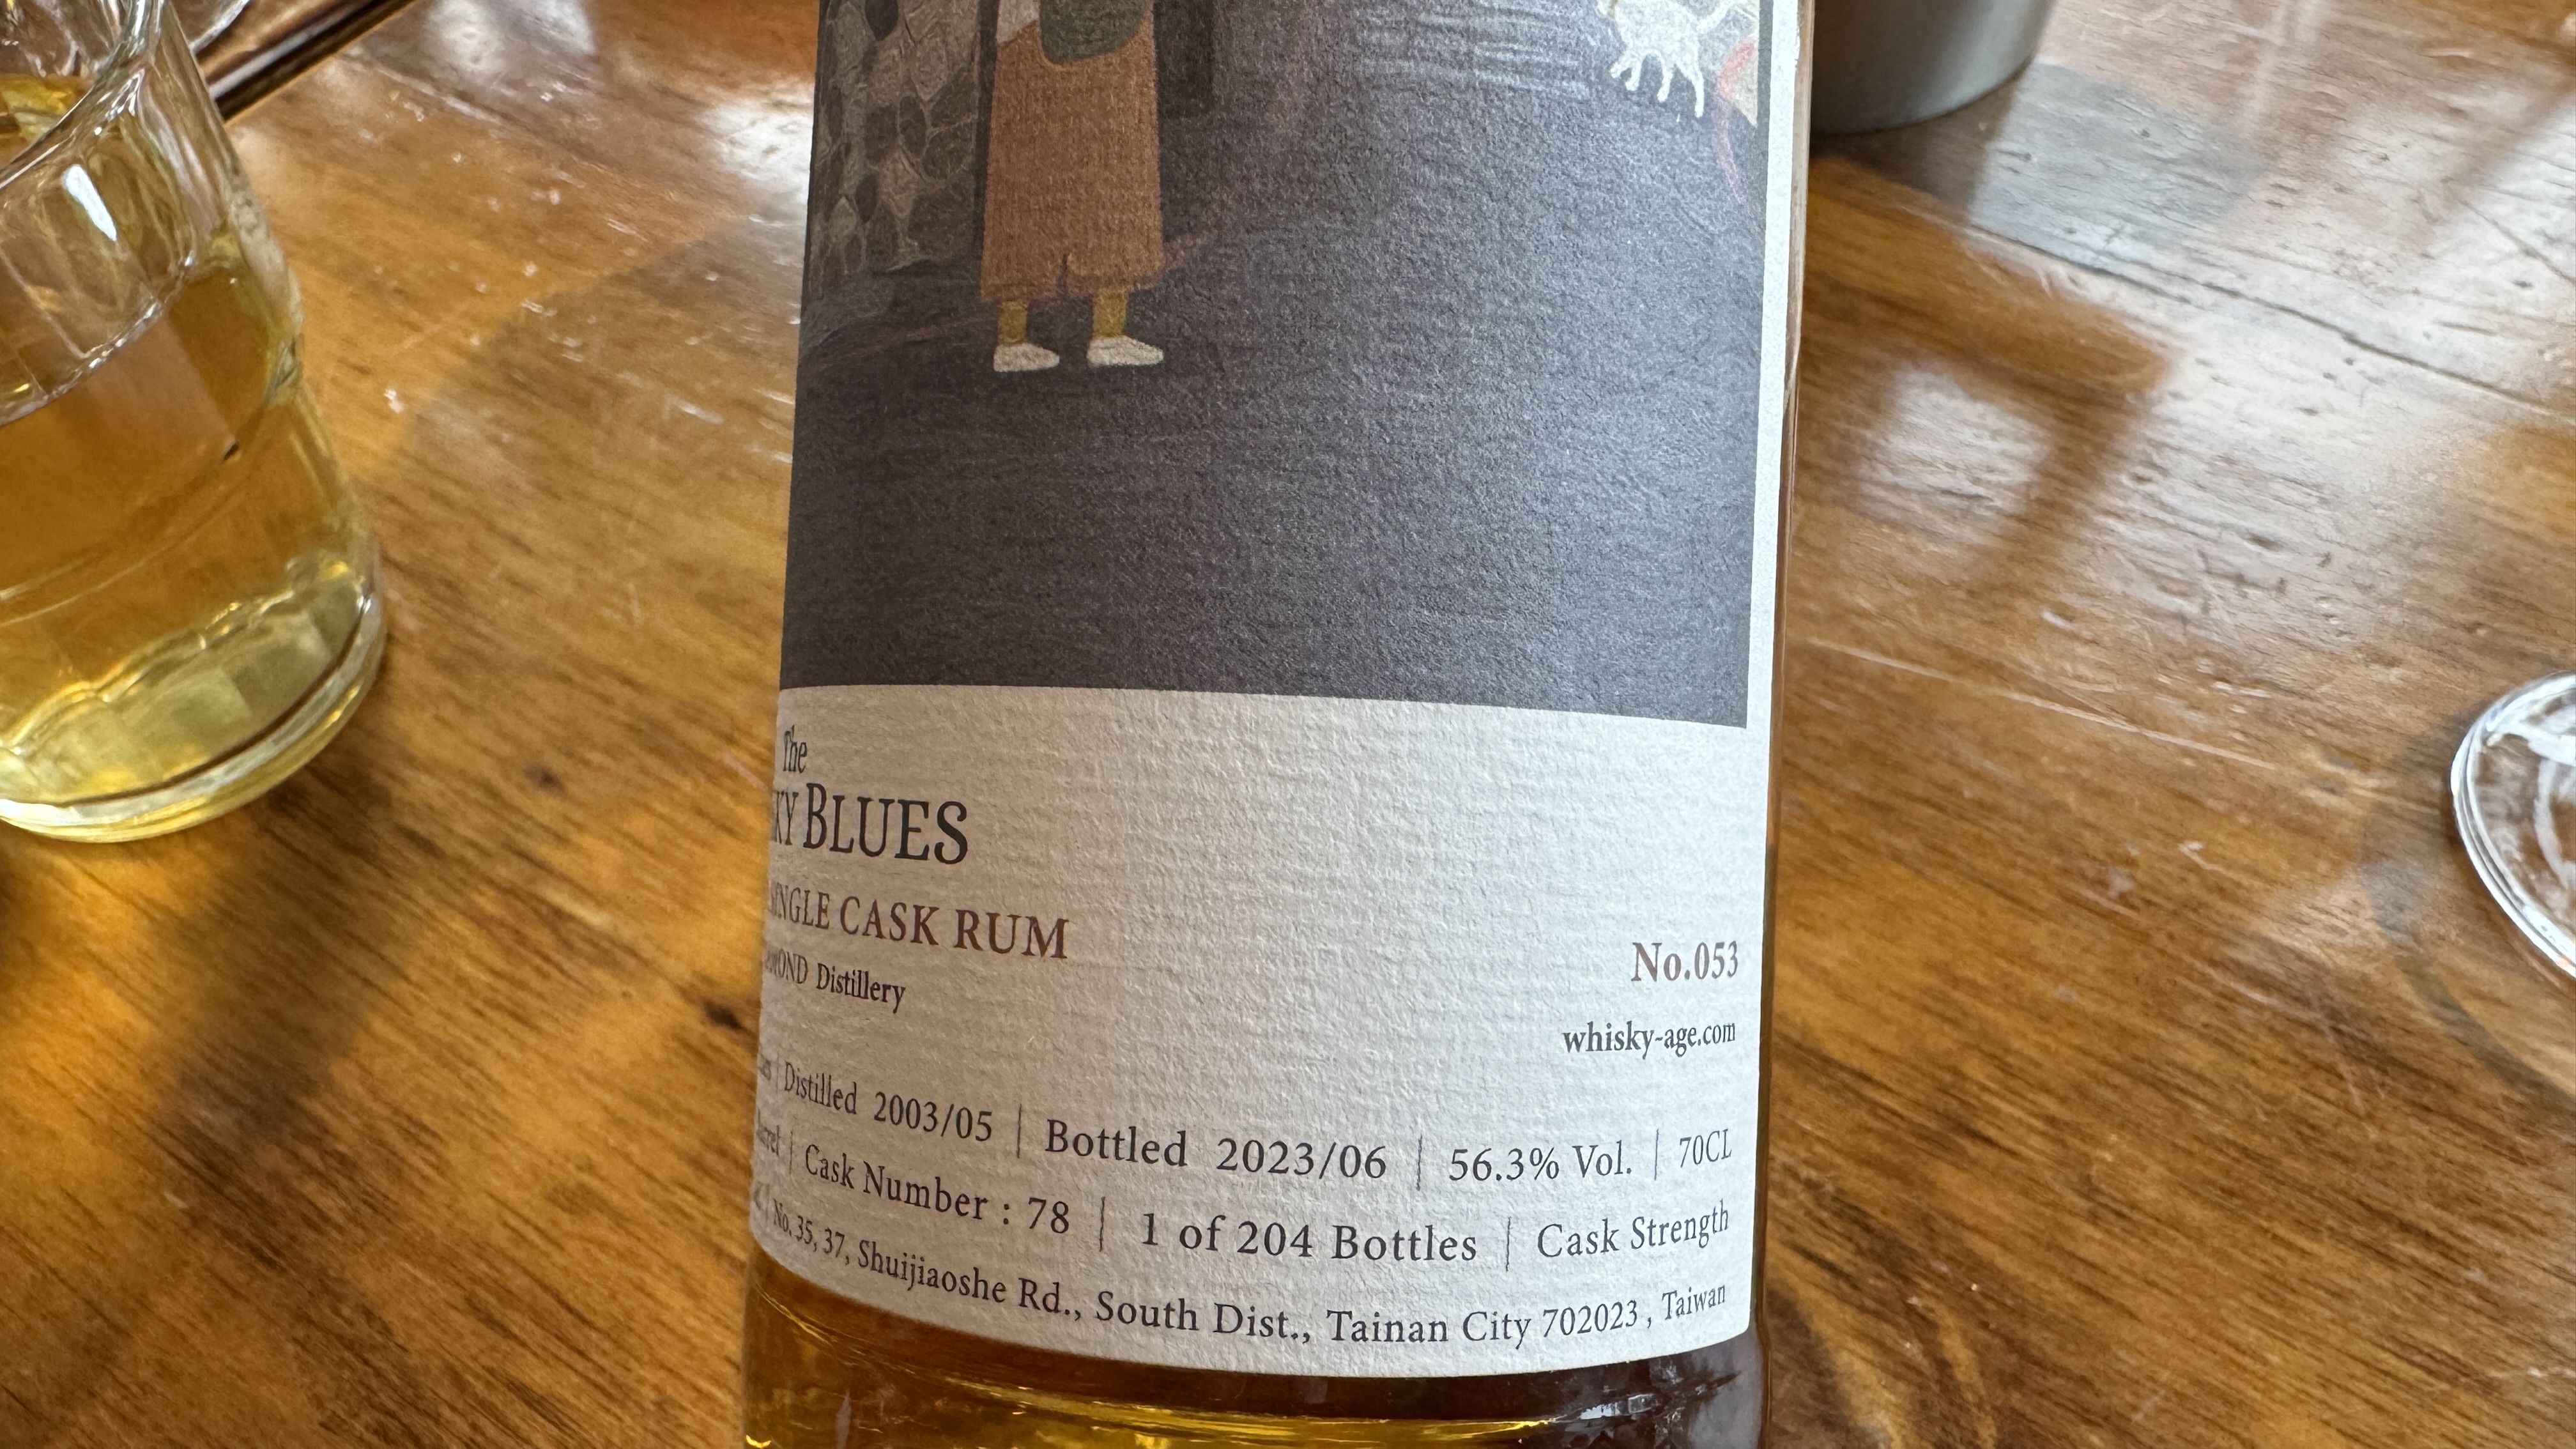 The
BLUES
SINGLE CASK RUM
Distillery
No.053
whisky-age.com
Distilled 2003/05 | Bottled 2023/06 | 56.3% Vol. | 70CL
Barrel | Cask Number : 78 | 1 of 204 Bottles | Cask Strength
No. 35, 37, Shuijiaoshe Rd., South Dist., Tainan City 702023, Taiwan